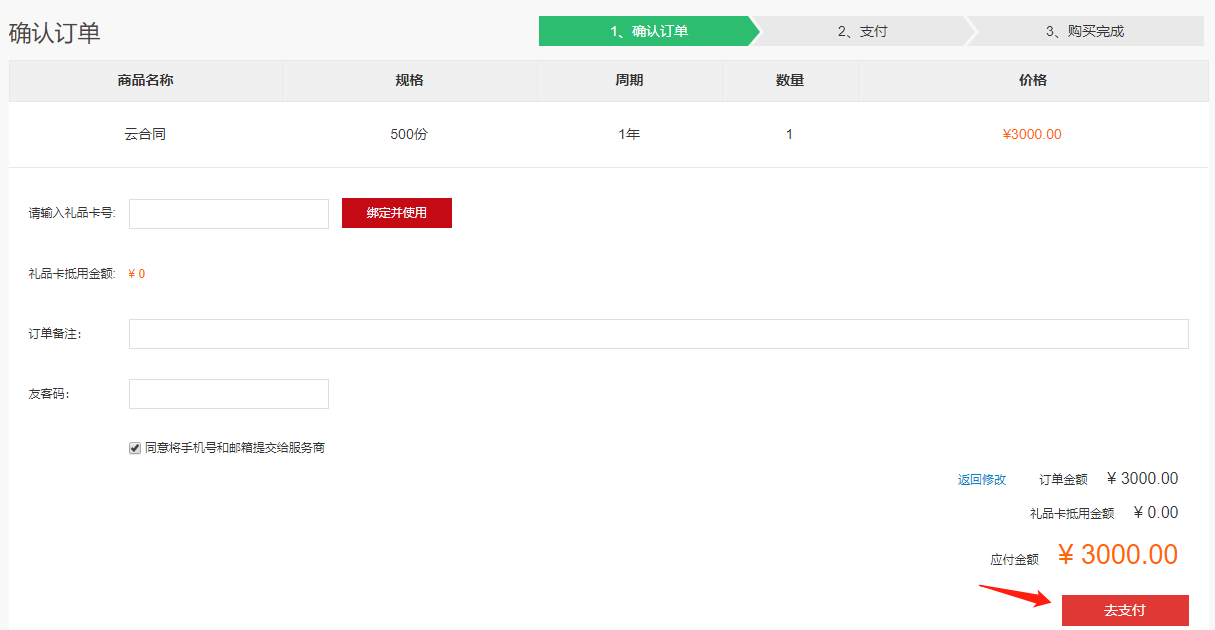 确认订单
1、确认订单 2、支付 3、购买完成
商品名称 规格 周期 数量 价格
云合同 500份 1年 1 ¥3000.00
请输入礼品卡号: 绑定并使用
礼品卡抵用金额: ¥ 0
订单备注:
友客码:
同意将手机号和邮箱提交给服务商
返回修改 订单金额 ¥ 3000.00
礼品卡抵用金额 ¥ 0.00
应付金额 ¥ 3000.00
去支付